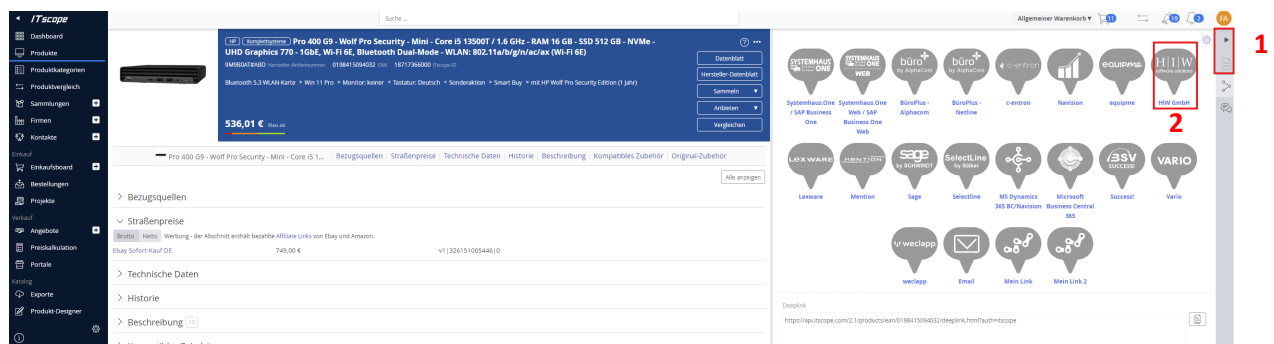 ITscope
Suche ...
Allgemeiner Warenkorb
11
19
2
FA
Dashboard
Produkte
Produktkategorien
Produktvergleich
Sammlungen
Firmen
Kontakte
Einkauf
Einkaufsboard
Bestellungen
Projekte
Verkauf
Angebote
Preiskalkulation
Portale
Katalog
Exporte
Produkt-Designer
HP Komplettsysteme Pro 400 G9 - Wolf Pro Security - Mini - Core i5 13500T / 1.6 GHz - RAM 16 GB - SSD 512 GB - NVMe -
UHD Graphics 770 - 1GbE, Wi-Fi 6E, Bluetooth Dual-Mode - WLAN: 802.11a/b/g/n/ac/ax (Wi-Fi 6E)
9M9B0AT#ABD Hersteller-Artikelnummer 0198415094032 EAN 18717366000 ITscope-ID
Bluetooth 5.3 WLAN-Karte * Win 11 Pro * Monitor: keiner * Tastatur: Deutsch * Sonderaktion * Smart Buy * mit HP Wolf Pro Security Edition (1 Jahr)
536,01 € Neu ab
Datenblatt
Hersteller-Datenblatt
Sammeln
Anbieten
Vergleichen
Pro 400 G9 - Wolf Pro Security - Mini - Core i5 1... | Bezugsquellen | Straßenpreise | Technische Daten | Historie | Beschreibung | Kompatibles Zubehör | Original-Zubehör
Alle anzeigen
Bezugsquellen
Straßenpreise
Brutto Netto Werbung - der Abschnitt enthält bezahlte Affiliate Links von Ebay und Amazon.
Ebay Sofort-Kauf DE 749,00 € v1|326151005446|0
Technische Daten
Historie
Beschreibung 15
SYSTEMHAUS ONE
SYSTEMHAUS ONE WEB
büro+ by AlphaCom
büro+ by AlphaCom
c-entron
equipme
HIW
software-solutions
1
Systemhaus.One
/ SAP Business
One
Systemhaus.One
Web / SAP
Business One
Web
BüroPlus -
Alphacom
BüroPlus -
Netline
c-entron
Navision
equipme
HIW GmbH
2
LEXWARE
MENTION
sage by SCHWINDT
SelectLine by Sälker
BSV SUCCESS!
VARIO
Lexware
Mention
Sage
Selectline
MS Dynamics
365 BC/Navision
Microsoft
Business Central
365
Success!
Vario
weclapp
weclapp
Email
Mein Link
Mein Link 2
Deeplink
https://api.itscope.com/2.1/products/ean/0198415094032/deeplink.html?auth=itscope